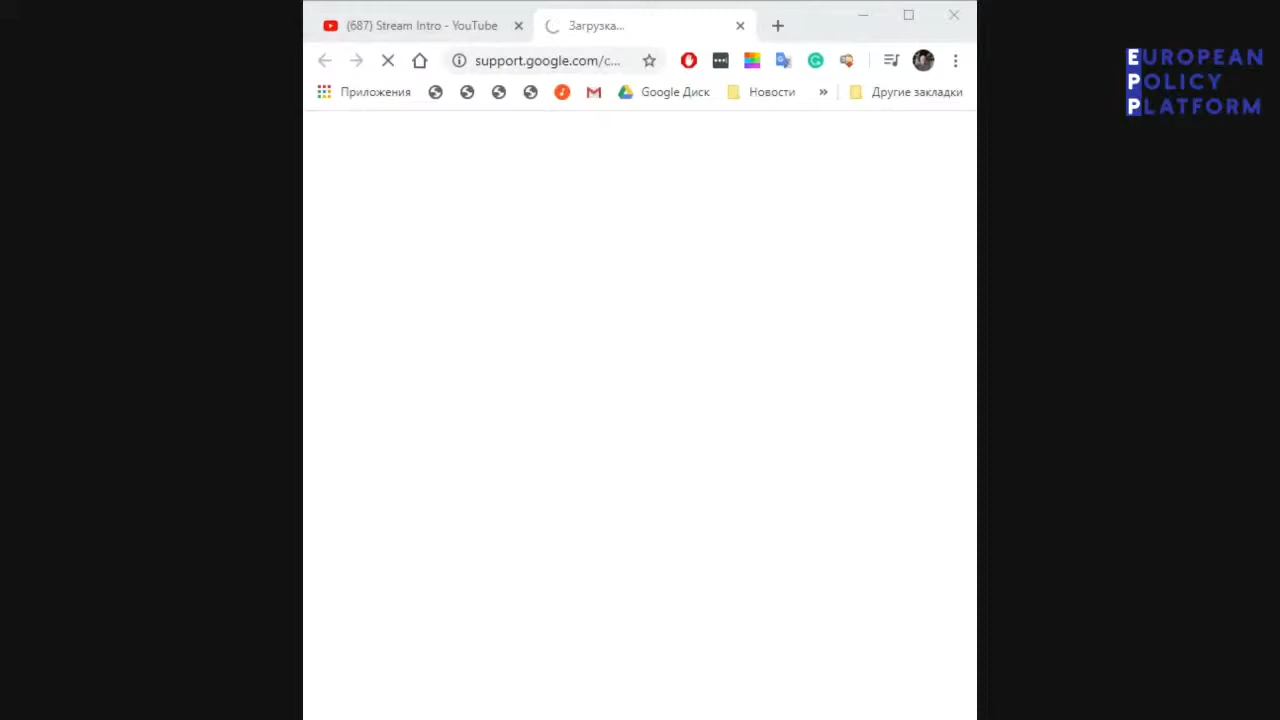 (687) Stream Intro - YouTube
Загрузка...
support.google.com/c...
Приложения
Google Диск
Новости
»
Другие закладки
EUROPEAN
POLICY
PLATFORM